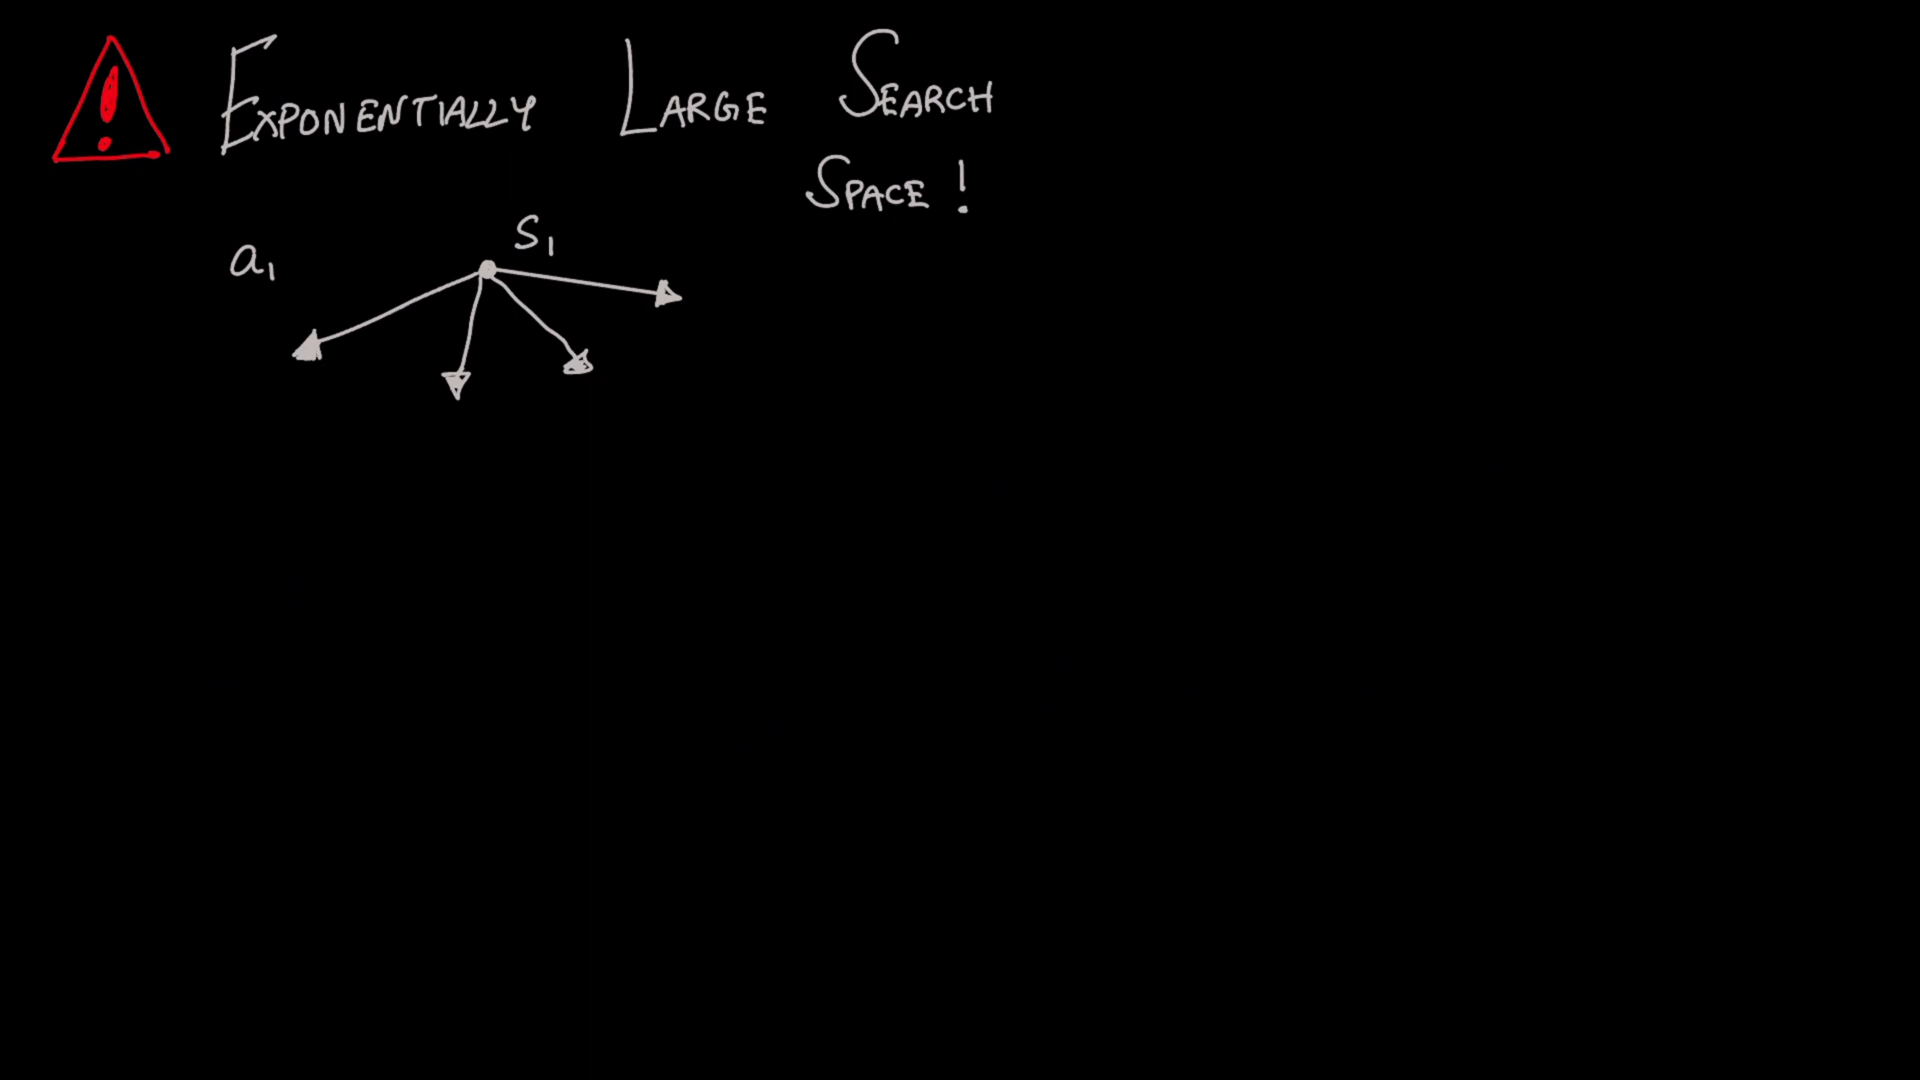 ! EXPONENTIALLY LARGE SEARCH
SPACE!
S₁
a₁